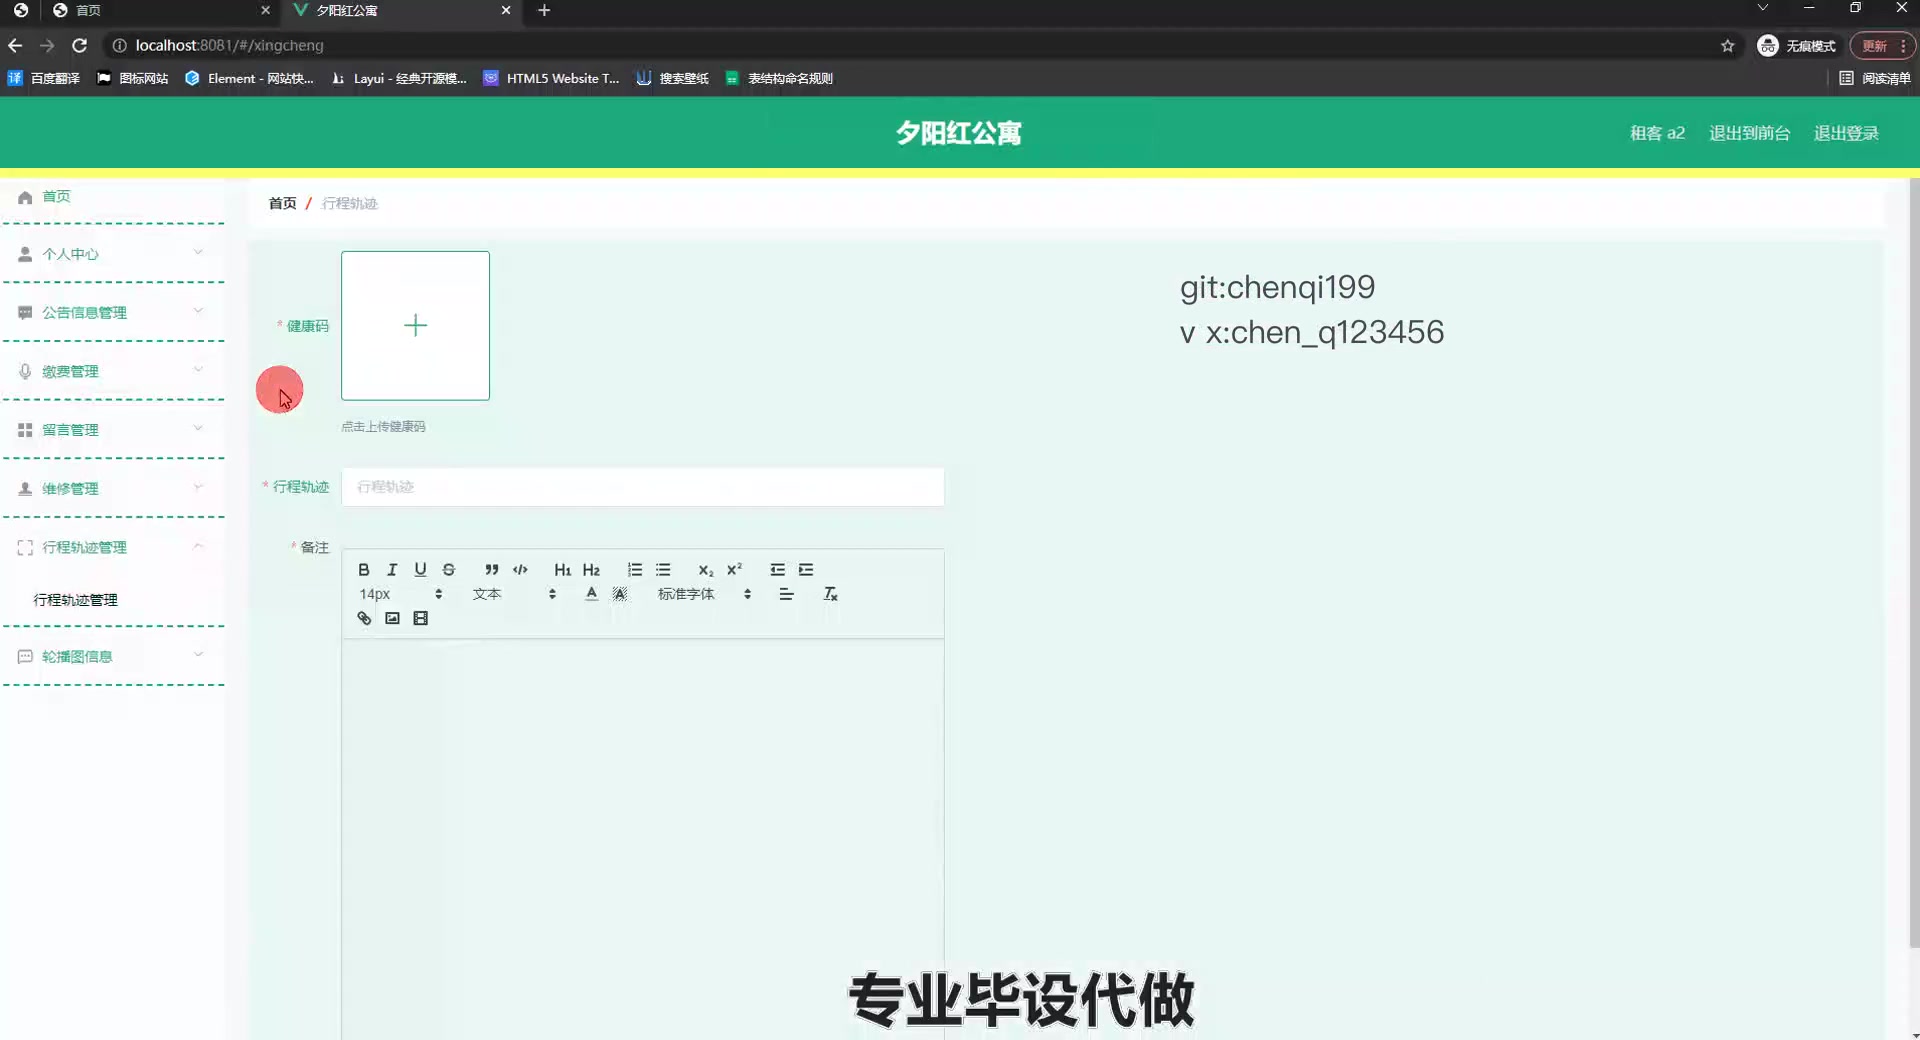 首页
夕阳红公寓
localhost:8081/#/xingcheng
无痕模式
更新
百度翻译
图标网站
Element - 网站快...
Layui - 经典开源模...
HTML5 Website T...
搜索壁纸
表结构命名规则
阅读清单
夕阳红公寓
租客 a2
退出到前台
退出登录
首页
个人中心
公告信息管理
缴费管理
留言管理
维修管理
行程轨迹管理
行程轨迹管理
轮播图信息
首页 / 行程轨迹
* 健康码
点击上传健康码
git:chenqi199
v x:chen_q123456
* 行程轨迹
行程轨迹
* 备注
14px
文本
标准字体
专业毕设代做